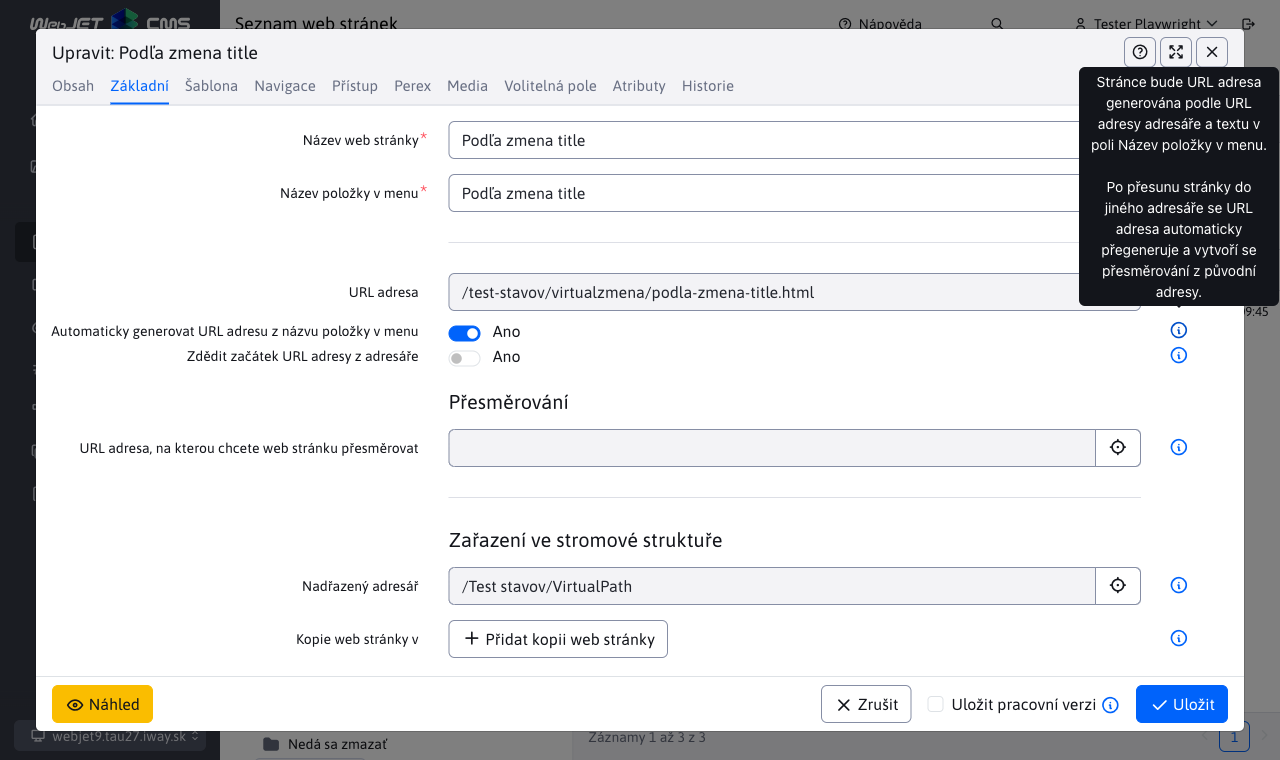 WebJET CMS
Seznam web stránek
Nápověda
Tester Playwright
Upravit: Podľa zmena title
Obsah Základní Šablona Navigace Přístup Perex Media Volitelná pole Atributy Historie
Stránce bude URL adresa
generována podle URL
adresy adresáře a textu v
poli Název položky v menu.
Po přesunu stránky do
jiného adresáře se URL
adresa automaticky
přegeneruje a vytvoří se
přesměrování z původní
adresy.
Název web stránky* Podľa zmena title
Název položky v menu* Podľa zmena title
URL adresa /test-stavov/virtualzmena/podla-zmena-title.html
9:45
Automaticky generovat URL adresu z názvu položky v menu Ano
Zdědit začátek URL adresy z adresáře Ano
Přesměrování
URL adresa, na kterou chcete web stránku přesměrovat
Zařazení ve stromové struktuře
Nadřazený adresář /Test stavov/VirtualPath
Kopie web stránky v Přidat kopii web stránky
Náhled Zrušit Uložit pracovní verzi Uložit
webjet9.tau27.iway.sk
Nedá sa zmazať
Záznamy 1 až 3 z 3
1